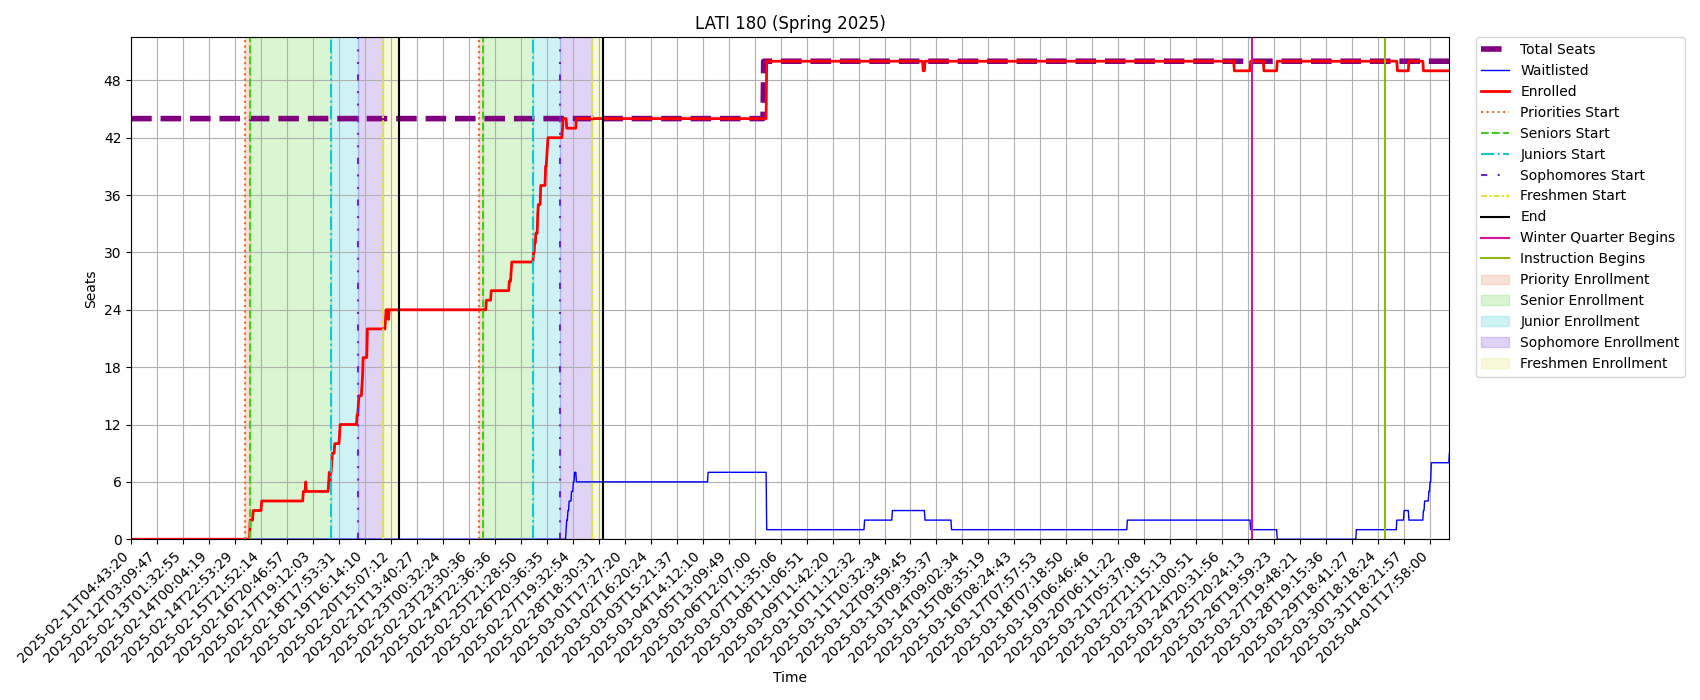 LATI 180 (Spring 2025)
Seats
48
42
36
30
24
18
12
6
0
2025-02-11T04:43:20
2025-02-12T03:09:47
2025-02-13T01:32:55
2025-02-14T00:04:19
2025-02-14T22:53:29
2025-02-15T21:52:14
2025-02-16T20:46:57
2025-02-17T19:12:03
2025-02-18T17:53:31
2025-02-19T16:14:10
2025-02-20T15:07:12
2025-02-21T13:40:27
2025-02-23T00:32:24
2025-02-23T23:30:36
2025-02-24T22:36:36
2025-02-25T21:28:50
2025-02-26T20:36:35
2025-02-27T19:32:54
2025-02-28T18:30:31
2025-03-01T17:27:20
2025-03-02T16:20:24
2025-03-03T15:21:37
2025-03-04T14:12:10
2025-03-05T13:09:49
2025-03-06T12:07:00
2025-03-07T11:35:06
2025-03-08T11:06:51
2025-03-09T11:42:20
2025-03-10T11:12:32
2025-03-11T10:32:34
2025-03-12T09:59:45
2025-03-13T09:35:37
2025-03-14T09:02:34
2025-03-15T08:35:19
2025-03-16T08:24:43
2025-03-17T07:57:53
2025-03-18T07:18:50
2025-03-19T06:46:46
2025-03-20T06:11:22
2025-03-21T05:37:08
2025-03-22T21:15:13
2025-03-23T21:00:51
2025-03-24T20:31:56
2025-03-25T20:24:13
2025-03-26T19:59:23
2025-03-27T19:48:21
2025-03-28T19:15:36
2025-03-29T18:41:27
2025-03-30T18:18:24
2025-03-31T18:21:57
2025-04-01T17:58:00
Time
Total Seats
Waitlisted
Enrolled
Priorities Start
Seniors Start
Juniors Start
Sophomores Start
Freshmen Start
End
Winter Quarter Begins
Instruction Begins
Priority Enrollment
Senior Enrollment
Junior Enrollment
Sophomore Enrollment
Freshmen Enrollment